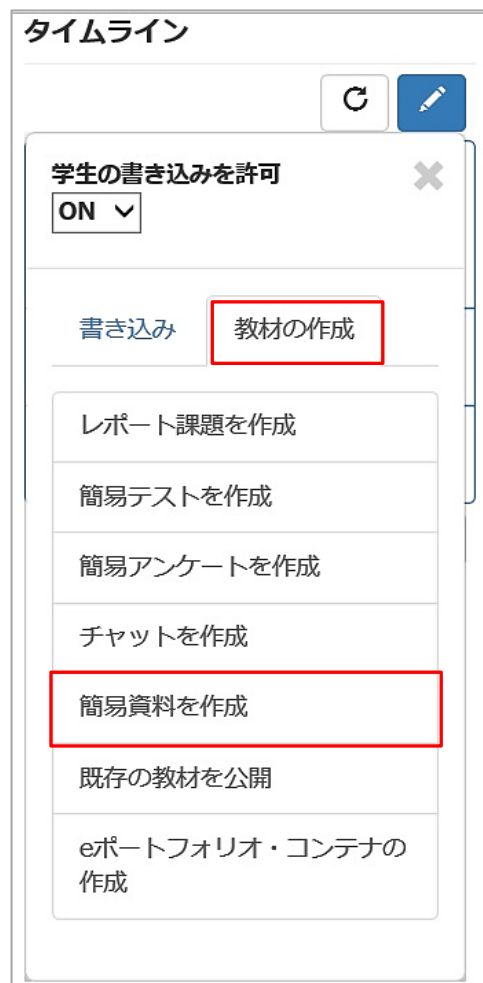 タイムライン
学生の書き込みを許可
ON
書き込み
教材の作成
レポート課題を作成
簡易テストを作成
簡易アンケートを作成
チャットを作成
簡易資料を作成
既存の教材を公開
eポートフォリオ・コンテナの
作成